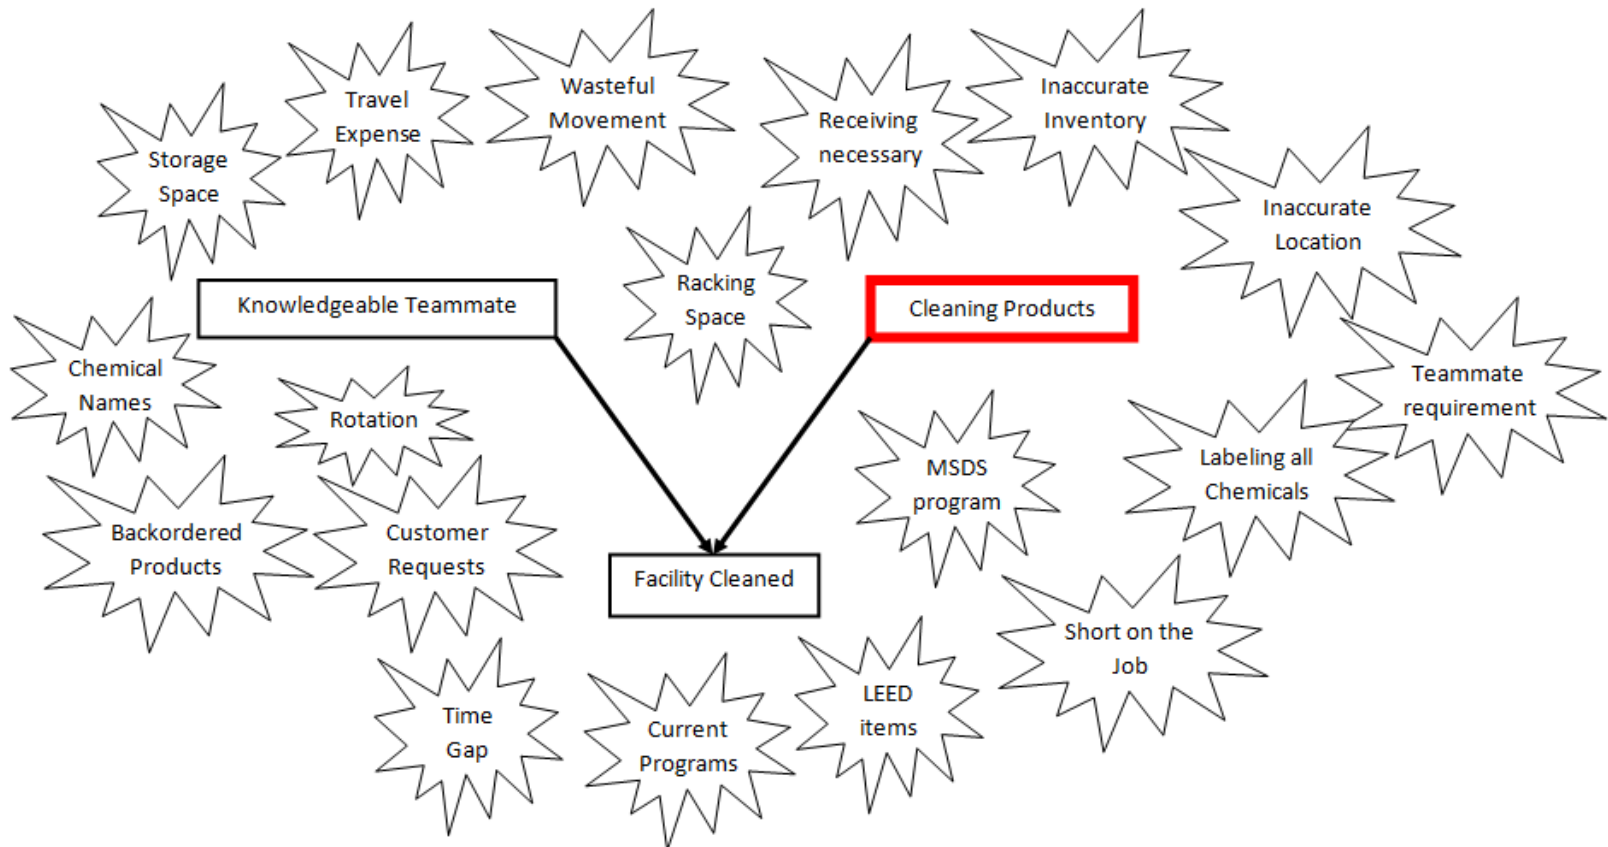 Wasteful
Movement
Inaccurate
Inventory
Travel
Expense
Receiving
necessary
Storage
Space
Inaccurate
Location
Racking
Space
Knowledgeable Teammate
Cleaning Products
Chemical
Names
Teammate
requirement
Rotation
MSDS
program
Labeling all
Chemicals
Backordered
Products
Customer
Requests
Facility Cleaned
Short on the
Job
Time
Gap
Current
Programs
LEED
items